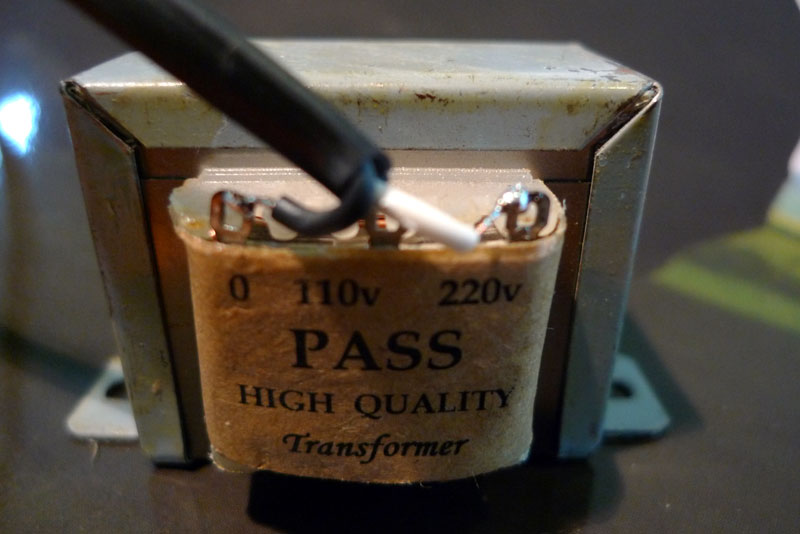 0 110v 220v
PASS
HIGH QUALITY
Transformer